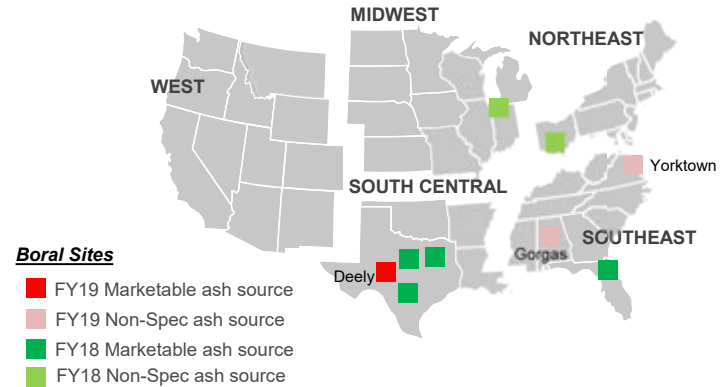 MIDWEST
NORTHEAST
WEST
Yorktown
SOUTH CENTRAL
SOUTHEAST
Gorgas
Boral Sites
Deely
FY19 Marketable ash source
FY19 Non-Spec ash source
FY18 Marketable ash source
FY18 Non-Spec ash source